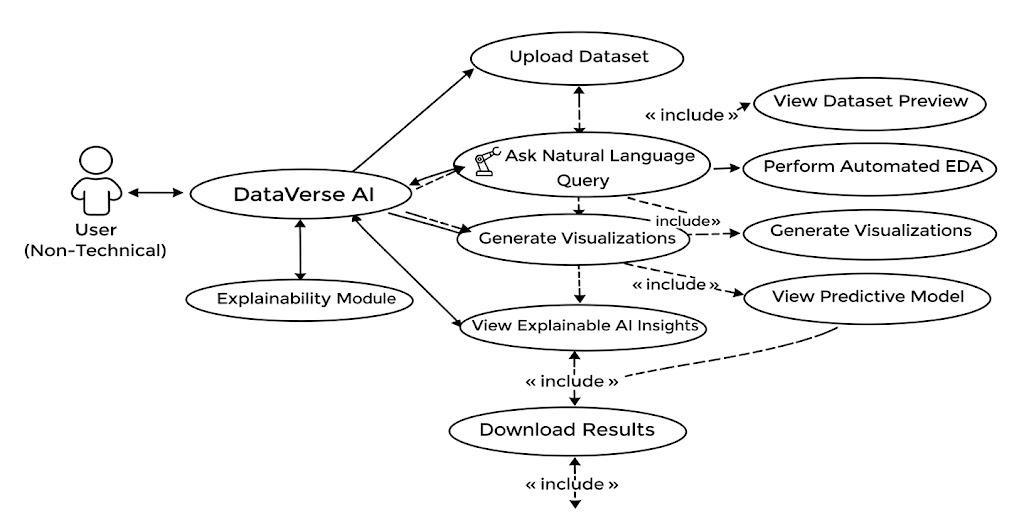 Upload Dataset
« include »
View Dataset Preview
Ask Natural Language
Query
Perform Automated EDA
DataVerse AI
User
(Non-Technical)
include»
Generate Visualizations
Generate Visualizations
« include »
View Predictive Model
Explainability Module
View Explainable AI Insights
« include »
Download Results
« include »